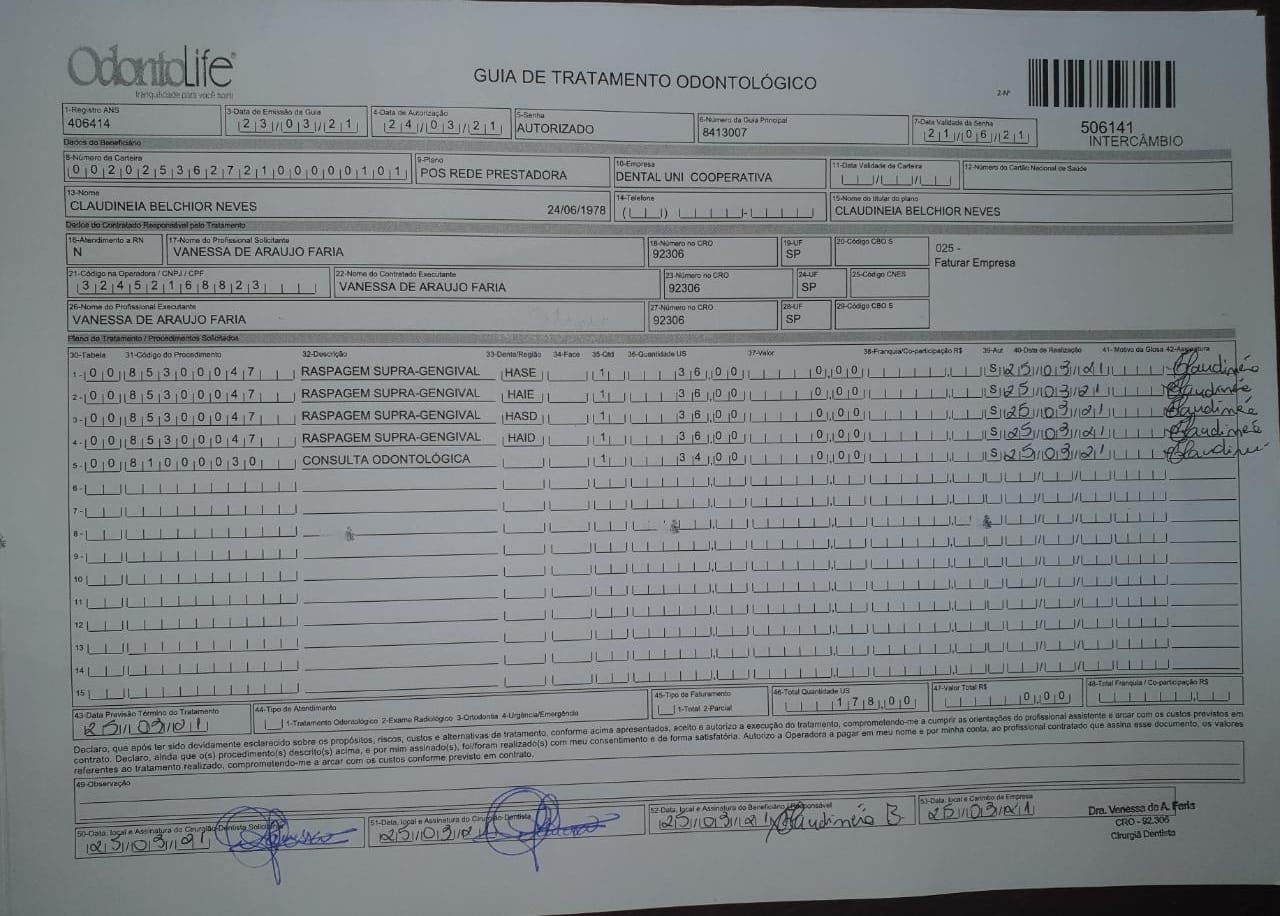 OdontoLife
tranquilidade para você sorrir
GUIA DE TRATAMENTO ODONTOLÓGICO
2-Nº
506141
INTERCÂMBIO
1-Registro ANS 3-Data de Emissão da Guia 4-Data de Autorização 5-Senha 6-Número da Guia Principal 7-Data Validade da Senha
406414 23/03/21 24/03/21 AUTORIZADO 8413007 21/06/21
Dados do Beneficiário
8-Número da Carteira 9-Plano 10-Empresa 11-Data Validade da Carteira 12-Número do Cartão Nacional de Saúde
00202536272100000101 POS REDE PRESTADORA DENTAL UNI COOPERATIVA
13-Nome 14-Telefone 15-Nome do titular do plano
CLAUDINEIA BELCHIOR NEVES 24/06/1978 CLAUDINEIA BELCHIOR NEVES
Dados do Contratado Responsável pelo Tratamento
16-Atendimento a RN 17-Nome do Profissional Solicitante 18-Número no CRO 19-UF 20-Código CBO S
N VANESSA DE ARAUJO FARIA 92306 SP
025 -
Faturar Empresa
21-Código na Operadora / CNPJ / CPF 22-Nome do Contratado Executante 23-Número no CRO 24-UF 25-Código CNES
32452168823 VANESSA DE ARAUJO FARIA 92306 SP
26-Nome do Profissional Executante 27-Número no CRO 28-UF 29-Código CBO S
VANESSA DE ARAUJO FARIA 92306 SP
Plano de Tratamento / Procedimentos Solicitados
30-Tabela 31-Código do Procedimento 32-Descrição 33-Dente/Região 34-Face 35-Qtd 36-Quantidade US 37-Valor 38-Franquia/Co-participação R$ 39-Aut 40-Data de Realização 41- Motivo da Glosa 42-Assinatura
1- 00 85300047 RASPAGEM SUPRA-GENGIVAL HASE 1 36,00 0,00 S 25/03/21 Claudinéia
2- 00 85300047 RASPAGEM SUPRA-GENGIVAL HAIE 1 36,00 0,00 S 25/03/21 Claudinéia
3- 00 85300047 RASPAGEM SUPRA-GENGIVAL HASD 1 36,00 0,00 S 25/03/21 Claudinéia
4- 00 85300047 RASPAGEM SUPRA-GENGIVAL HAID 1 36,00 0,00 S 25/03/21 Claudinéia
5- 00 81000030 CONSULTA ODONTOLÓGICA 1 34,00 0,00 S 25/03/21 Claudinéia
6-
7-
8-
9-
10
11
12
13
14
15
43-Data Previsão Término do Tratamento 44-Tipo de Atendimento 45-Tipo de Faturamento 46-Total Quantidade US 47-Valor Total R$ 48-Total Franquia / Co-participação R$
25/03/21 1-Tratamento Odontológico 2-Exame Radiológico 3-Ortodontia 4-Urgência/Emergência 1-Total 2-Parcial 178,00 0,00
Declaro, que após ter sido devidamente esclarecido sobre os propósitos, riscos, custos e alternativas de tratamento, conforme acima apresentados, aceito e autorizo a execução do tratamento, comprometendo-me a cumprir as orientações do profissional assistente e arcar com os custos previstos em
contrato. Declaro, ainda que o(s) procedimento(s) descrito(s) acima, e por mim assinado(s), foi/foram realizado(s) com meu consentimento e de forma satisfatória. Autorizo a Operadora a pagar em meu nome e por minha conta, ao profissional contratado que assina esse documento, os valores
referentes ao tratamento realizado, comprometendo-me a arcar com os custos conforme previsto em contrato.
49-Observação
50-Data, local e Assinatura do Cirurgião-Dentista Solicitante 51-Data, local e Assinatura do Cirurgião-Dentista 52-Data, local e Assinatura do Beneficiário / Responsável 53-Data, local e Carimbo da Empresa
25/03/21 25/03/21 25/03/21 Claudinéia B. 25/03/21
Dra. Vanessa de A. Faria
CRO - 92.306
Cirurgiã Dentista